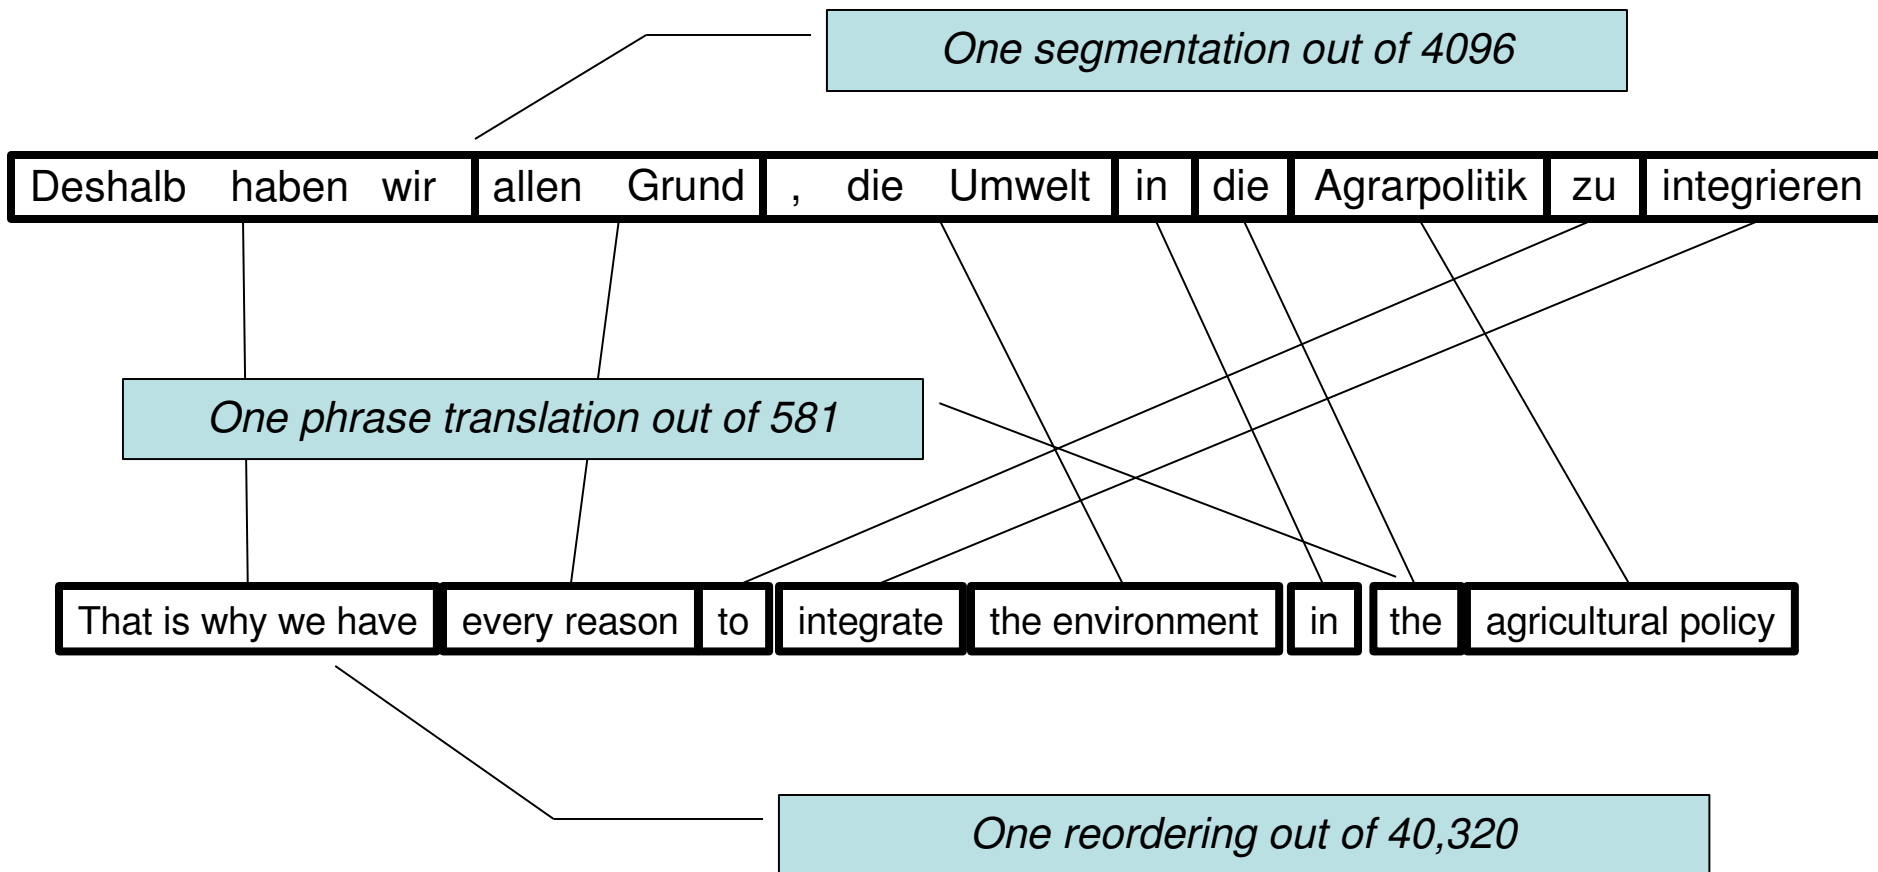 One segmentation out of 4096
Deshalb haben wir allen Grund , die Umwelt in die Agrarpolitik zu integrieren
One phrase translation out of 581
That is why we have every reason to integrate the environment in the agricultural policy
One reordering out of 40,320